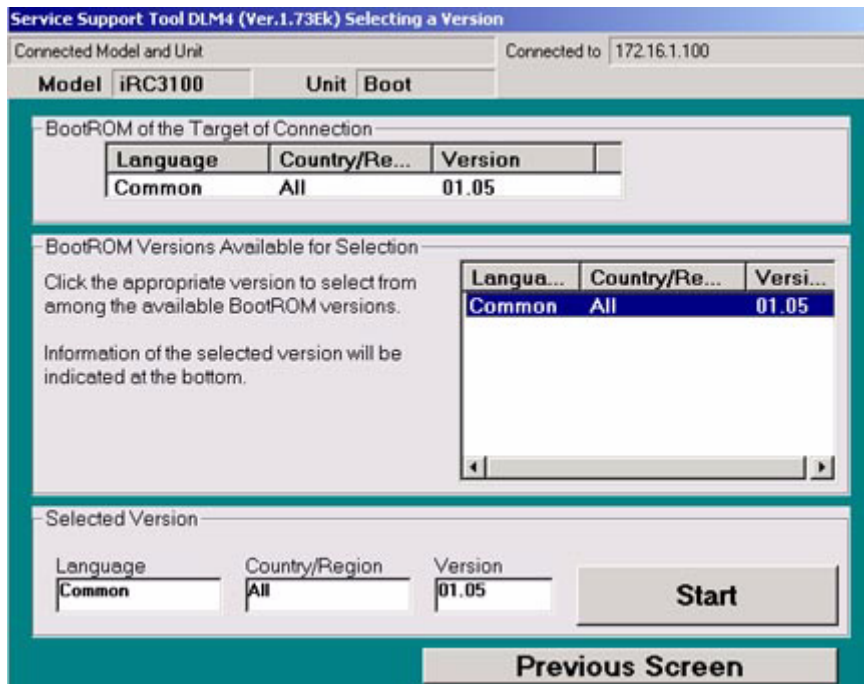 Service Support Tool DLM4 (Ver.1.73Ek) Selecting a Version
Connected Model and Unit
Connected to 172.16.1.100
Model iRC3100 Unit Boot
BootROM of the Target of Connection
Language Country/Re... Version
Common All 01.05
BootROM Versions Available for Selection
Click the appropriate version to select from
among the available BootROM versions.
Information of the selected version will be
indicated at the bottom.
Langua... Country/Re... Versi...
Common All 01.05
Selected Version
Language Country/Region Version
Common All 01.05
Start
Previous Screen